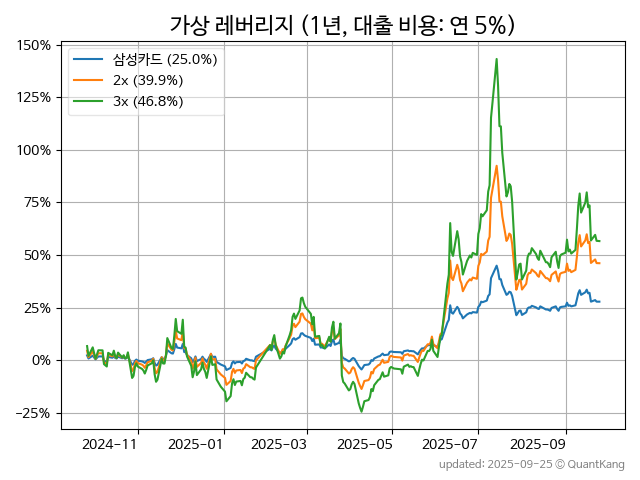 가상 레버리지 (1년, 대출 비용: 연 5%)
150%
125%
100%
75%
50%
25%
0%
−25%
삼성카드 (25.0%)
2x (39.9%)
3x (46.8%)
2024-11
2025-01
2025-03
2025-05
2025-07
2025-09
updated: 2025-09-25 © QuantKang